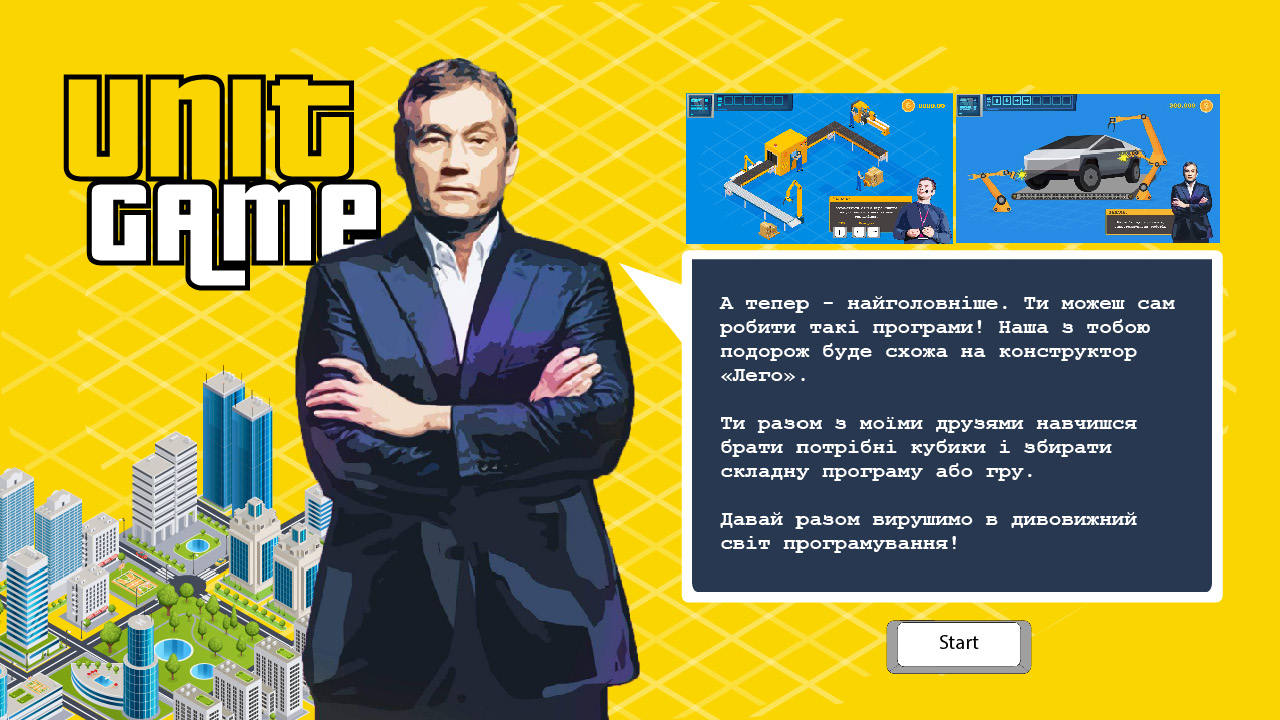 UNIT
GAME
А тепер - найголовніше. Ти можеш сам
робити такі програми! Наша з тобою
подорож буде схожа на конструктор
«Лего».
Ти разом з моїми друзями навчишся
брати потрібні кубики і збирати
складну програму або гру.
Давай разом вирушимо в дивовижний
світ програмування!
Start